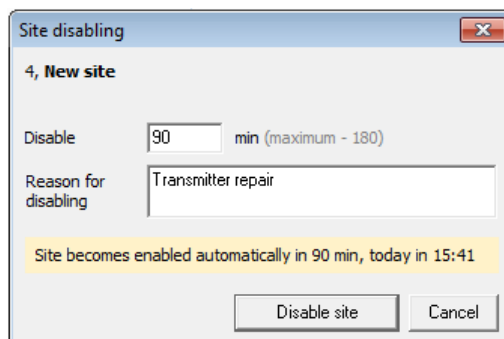 Site disabling
4, New site
Disable 90 min (maximum - 180)
Reason for disabling Transmitter repair
Site becomes enabled automatically in 90 min, today in 15:41
Disable site Cancel